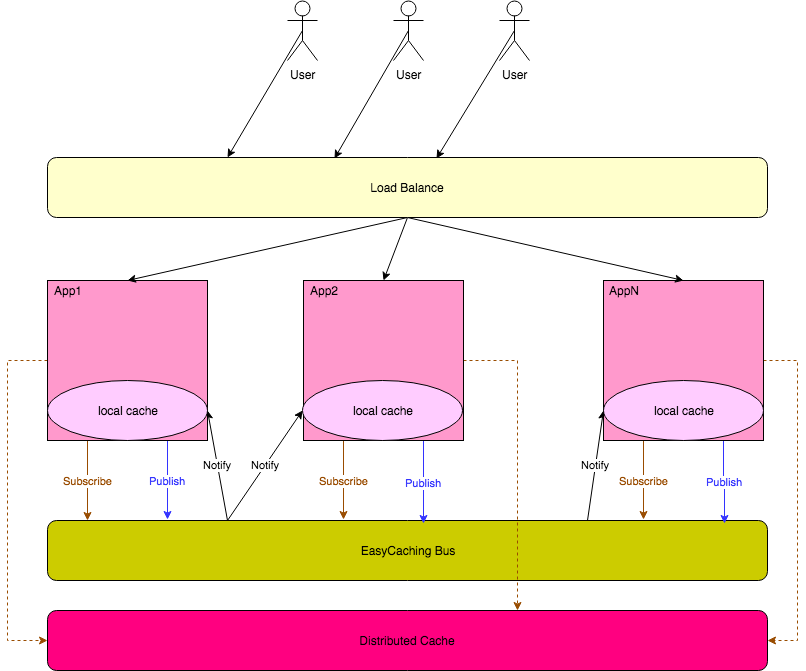 User
User
User
Load Balance
App1
App2
AppN
local cache
local cache
local cache
Notify
Notify
Notify
Subscribe
Publish
Subscribe
Publish
Subscribe
Publish
EasyCaching Bus
Distributed Cache